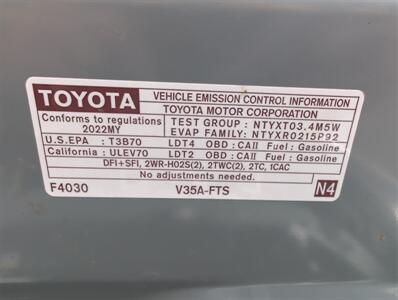 TOYOTA
VEHICLE EMISSION CONTROL INFORMATION
TOYOTA MOTOR CORPORATION
Conforms to regulations
2022MY
TEST GROUP : NTYXT03.4M5W
EVAP FAMILY: NTYXR0215P92
U.S.EPA : T3B70 LDT4 OBD : CAII Fuel : Gasoline
California : ULEV70 LDT2 OBD : CAII Fuel : Gasoline
DFI+SFI, 2WR-HO2S(2), 2TWC(2), 2TC, 1CAC
No adjustments needed.
F4030 V35A-FTS N4